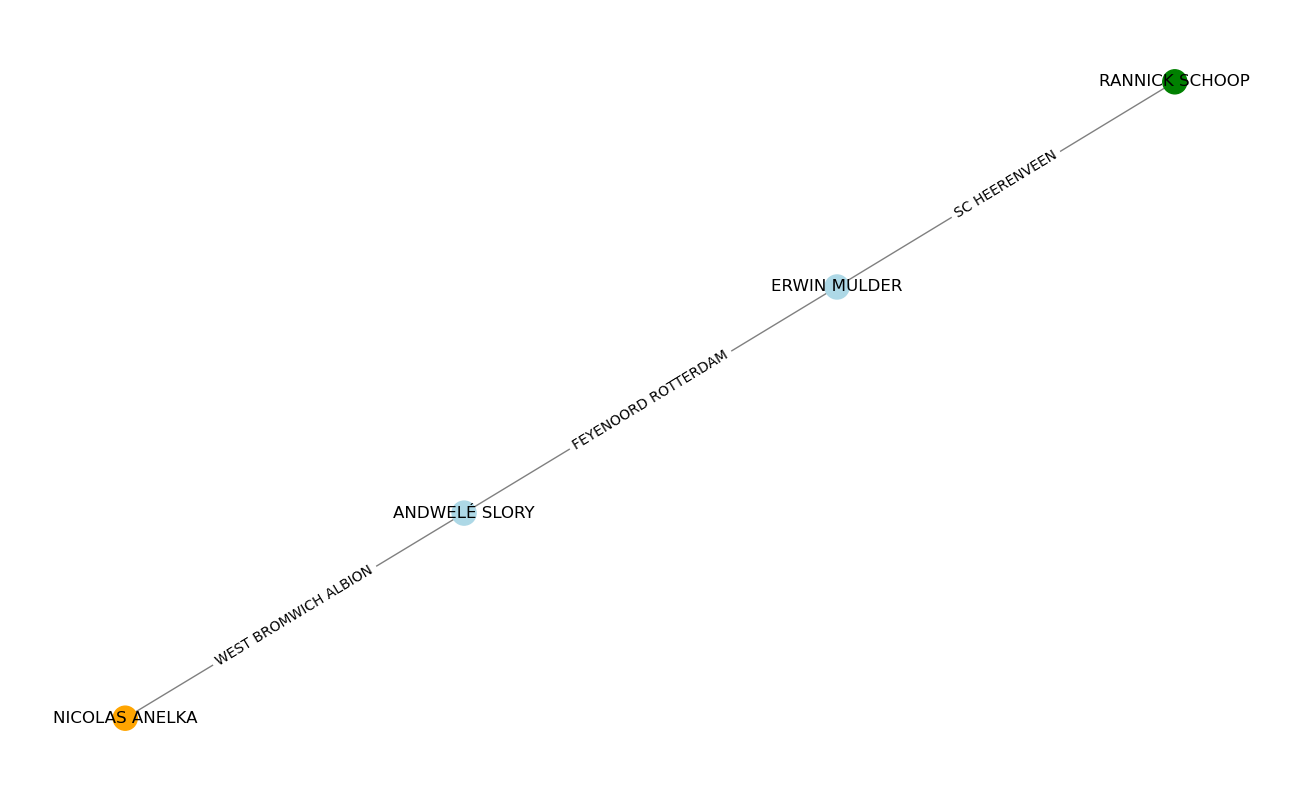 RANNICK SCHOOP
SC HEERENVEEN
ERWIN MULDER
FEYENOORD ROTTERDAM
ANDWELÉ SLORY
WEST BROMWICH ALBION
NICOLAS ANELKA